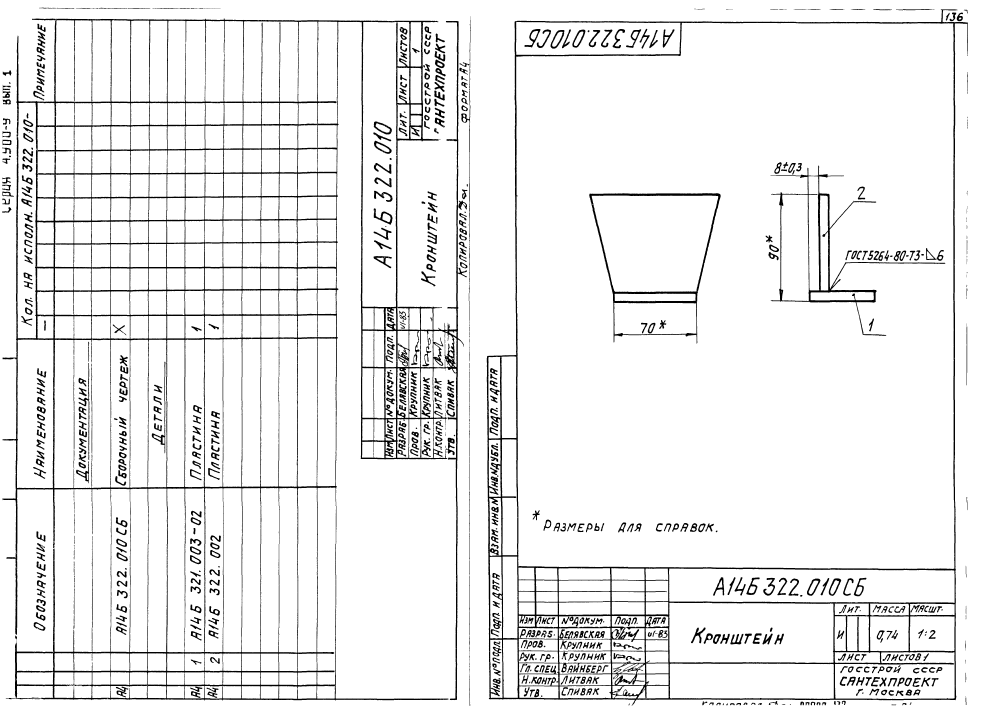 136
Серия 4.900-9 вып. 1
Обозначение
Наименование
Кол. на исполн. А14Б 322.010-
—
Примечание
Документация
А4 А14Б 322.010 СБ Сборочный чертеж X
Детали
А4 1 А14Б 321.003-02 Пластина 1
А4 2 А14Б 322.002 Пластина 1
А14Б 322.010
Изм Лист № докум. Подп. Дата
Разраб. Белявская 01-83
Пров. Крупник
Рук. гр. Крупник
Н.контр. Литвак
Утв. Спивак
Кронштейн
Лит. Лист Листов
И 1
Госстрой СССР
Сантехпроект
Копировал
Формат А4
А14Б 322.010СБ
8±0,3
2
90*
ГОСТ 5264-80-Т3-◺6
1
70*
* Размеры для справок.
Подп. и дата
Инв.№ дубл.
Взам. инв.№
Подп. и дата
Инв. № подл.
А14Б 322.010 СБ
Изм Лист № докум. Подп. Дата
Разраб. Белявская 01-83
Пров. Крупник
Рук. гр. Крупник
Гл. спец. Вайнберг
Н.контр. Литвак
Утв. Спивак
Кронштейн
Лит. Масса Масшт.
И 0,74 1:2
Лист Листов 1
Госстрой СССР
Сантехпроект
г. Москва